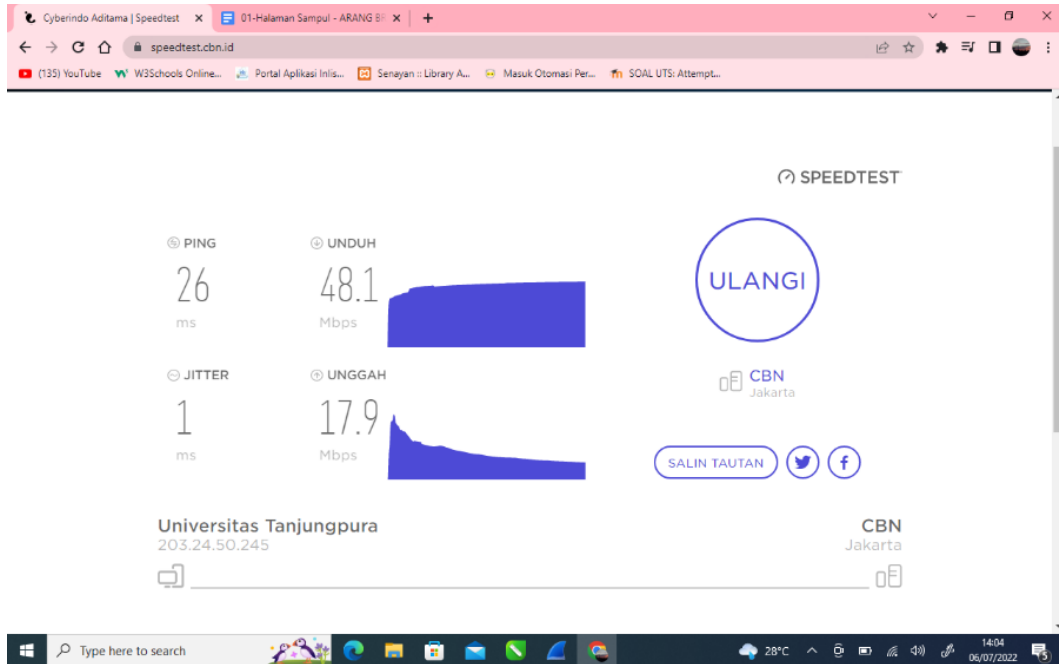 Cyberindo Aditama | Speedtest
01-Halaman Sampul - ARANG BR
speedtest.cbn.id
(135) YouTube
W3Schools Online...
Portal Aplikasi Inlis...
Senayan :: Library A...
Masuk Otomasi Per...
SOAL UTS: Attempt...
SPEEDTEST
PING
UNDUH
26
48.1
ms
Mbps
ULANGI
JITTER
UNGGAH
CBN
Jakarta
1
17.9
ms
Mbps
SALIN TAUTAN
Universitas Tanjungpura
CBN
203.24.50.245
Jakarta
Type here to search
28°C
14:04
06/07/2022